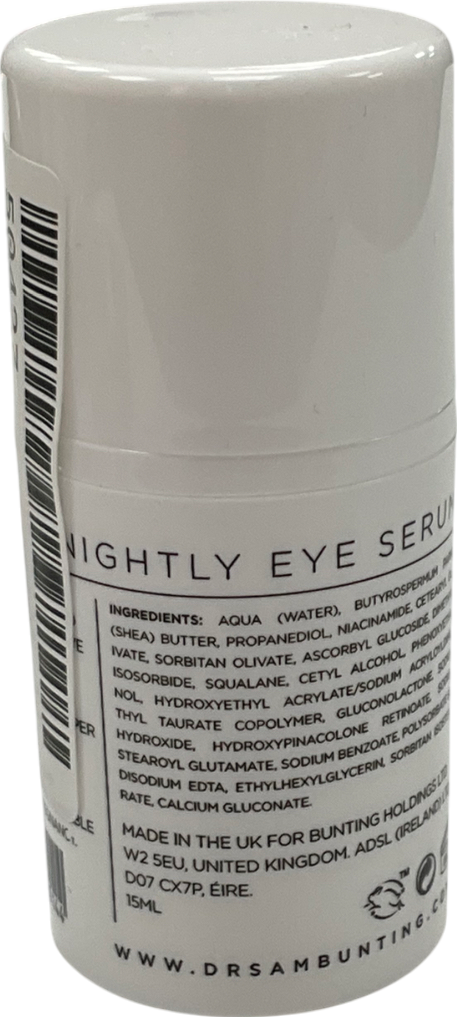 NIGHTLY EYE SERUM
INGREDIENTS: AQUA (WATER), BUTYROSPERMUM
(SHEA) BUTTER, PROPANEDIOL, NIACINAMIDE, CETEARYL
IVATE, SORBITAN OLIVATE, ASCORBYL GLUCOSIDE,
ISOSORBIDE, SQUALANE, CETYL ALCOHOL,
NOL, HYDROXYETHYL ACRYLATE/SODIUM
THYL TAURATE COPOLYMER, GLUCONOLACTONE,
HYDROXIDE, HYDROXYPINACOLONE RETINOATE,
STEAROYL GLUTAMATE, SODIUM BENZOATE,
DISODIUM EDTA, ETHYLHEXYLGLYCERIN, SORBITAN
RATE, CALCIUM GLUCONATE.
MADE IN THE UK FOR BUNTING HOLDINGS LTD
W2 5EU, UNITED KINGDOM. ADSL (IRELAND)
D07 CX7P, ÉIRE.
15ML
WWW.DRSAMBUNTING.CO